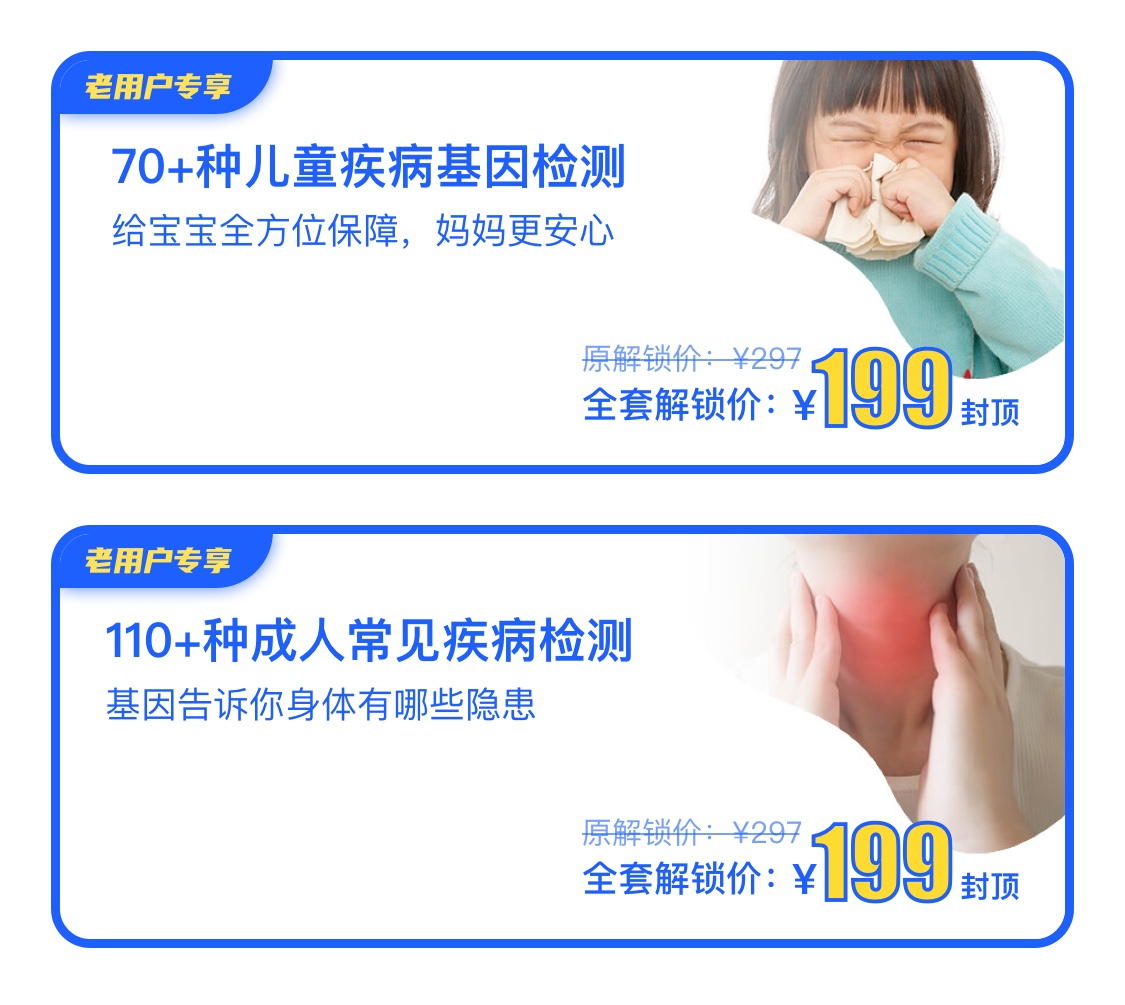 老用户专享
70+种儿童疾病基因检测
给宝宝全方位保障，妈妈更安心
原解锁价：¥297
全套解锁价：¥199封顶
老用户专享
110+种成人常见疾病检测
基因告诉你身体有哪些隐患
原解锁价：¥297
全套解锁价：¥199封顶